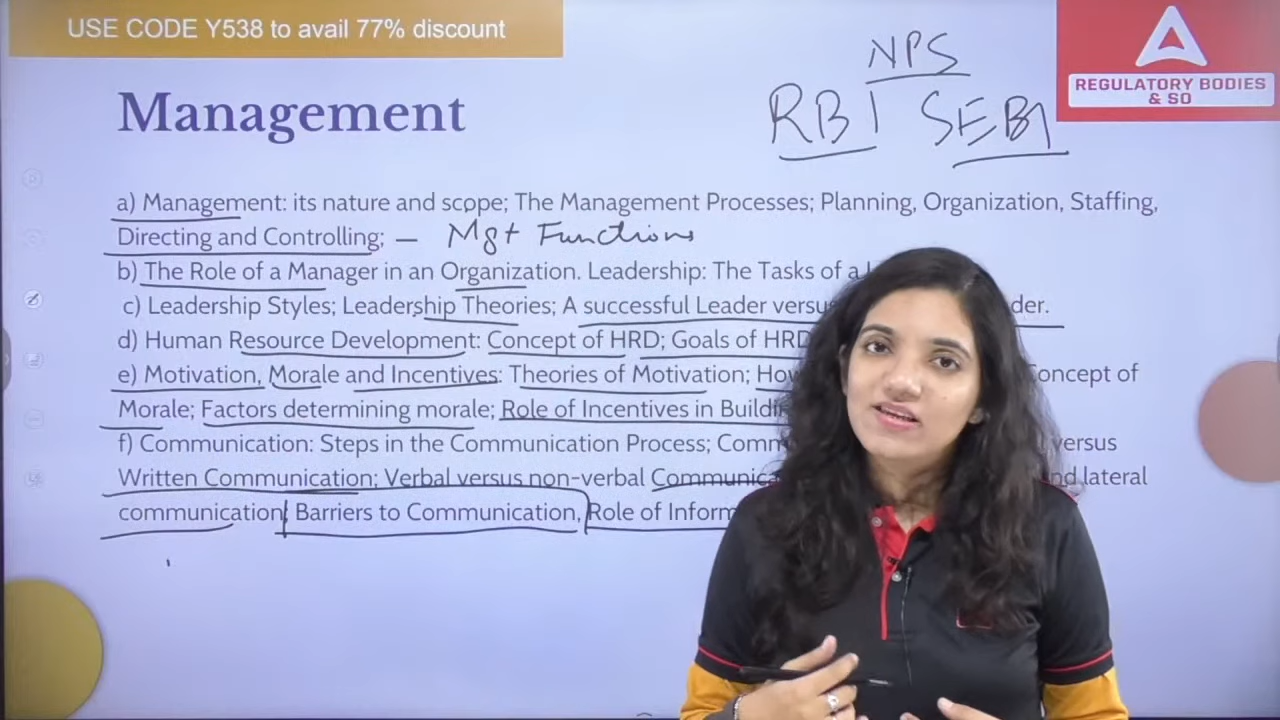 USE CODE Y538 to avail 77% discount
NPS
RBI SEBI
REGULATORY BODIES
& SO
Management
a) Management: its nature and scope; The Management Processes; Planning, Organization, Staffing,
Directing and Controlling; – Mgt Functions
b) The Role of a Manager in an Organization. Leadership: The Tasks of a
c) Leadership Styles; Leadership Theories; A successful Leader versu der.
d) Human Resource Development: Concept of HRD; Goals of HRD
e) Motivation, Morale and Incentives: Theories of Motivation; How Concept of
Morale; Factors determining morale; Role of Incentives in Buildi
f) Communication: Steps in the Communication Process; Comm versus
Written Communication; Verbal versus non-verbal Communica nd lateral
communication, Barriers to Communication, Role of Inform